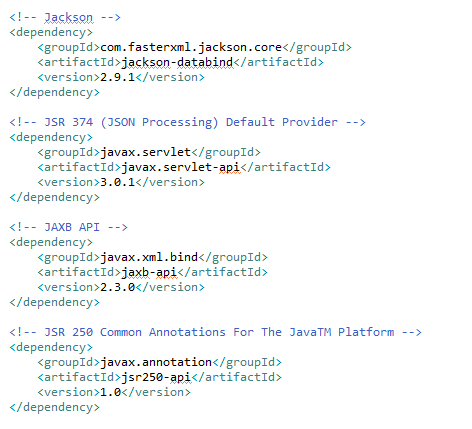 <!-- Jackson -->
<dependency>
    <groupId>com.fasterxml.jackson.core</groupId>
    <artifactId>jackson-databind</artifactId>
    <version>2.9.1</version>
</dependency>

<!-- JSR 374 (JSON Processing) Default Provider -->
<dependency>
    <groupId>javax.servlet</groupId>
    <artifactId>javax.servlet-api</artifactId>
    <version>3.0.1</version>
</dependency>

<!-- JAXB API -->
<dependency>
    <groupId>javax.xml.bind</groupId>
    <artifactId>jaxb-api</artifactId>
    <version>2.3.0</version>
</dependency>

<!-- JSR 250 Common Annotations For The JavaTM Platform -->
<dependency>
    <groupId>javax.annotation</groupId>
    <artifactId>jsr250-api</artifactId>
    <version>1.0</version>
</dependency>